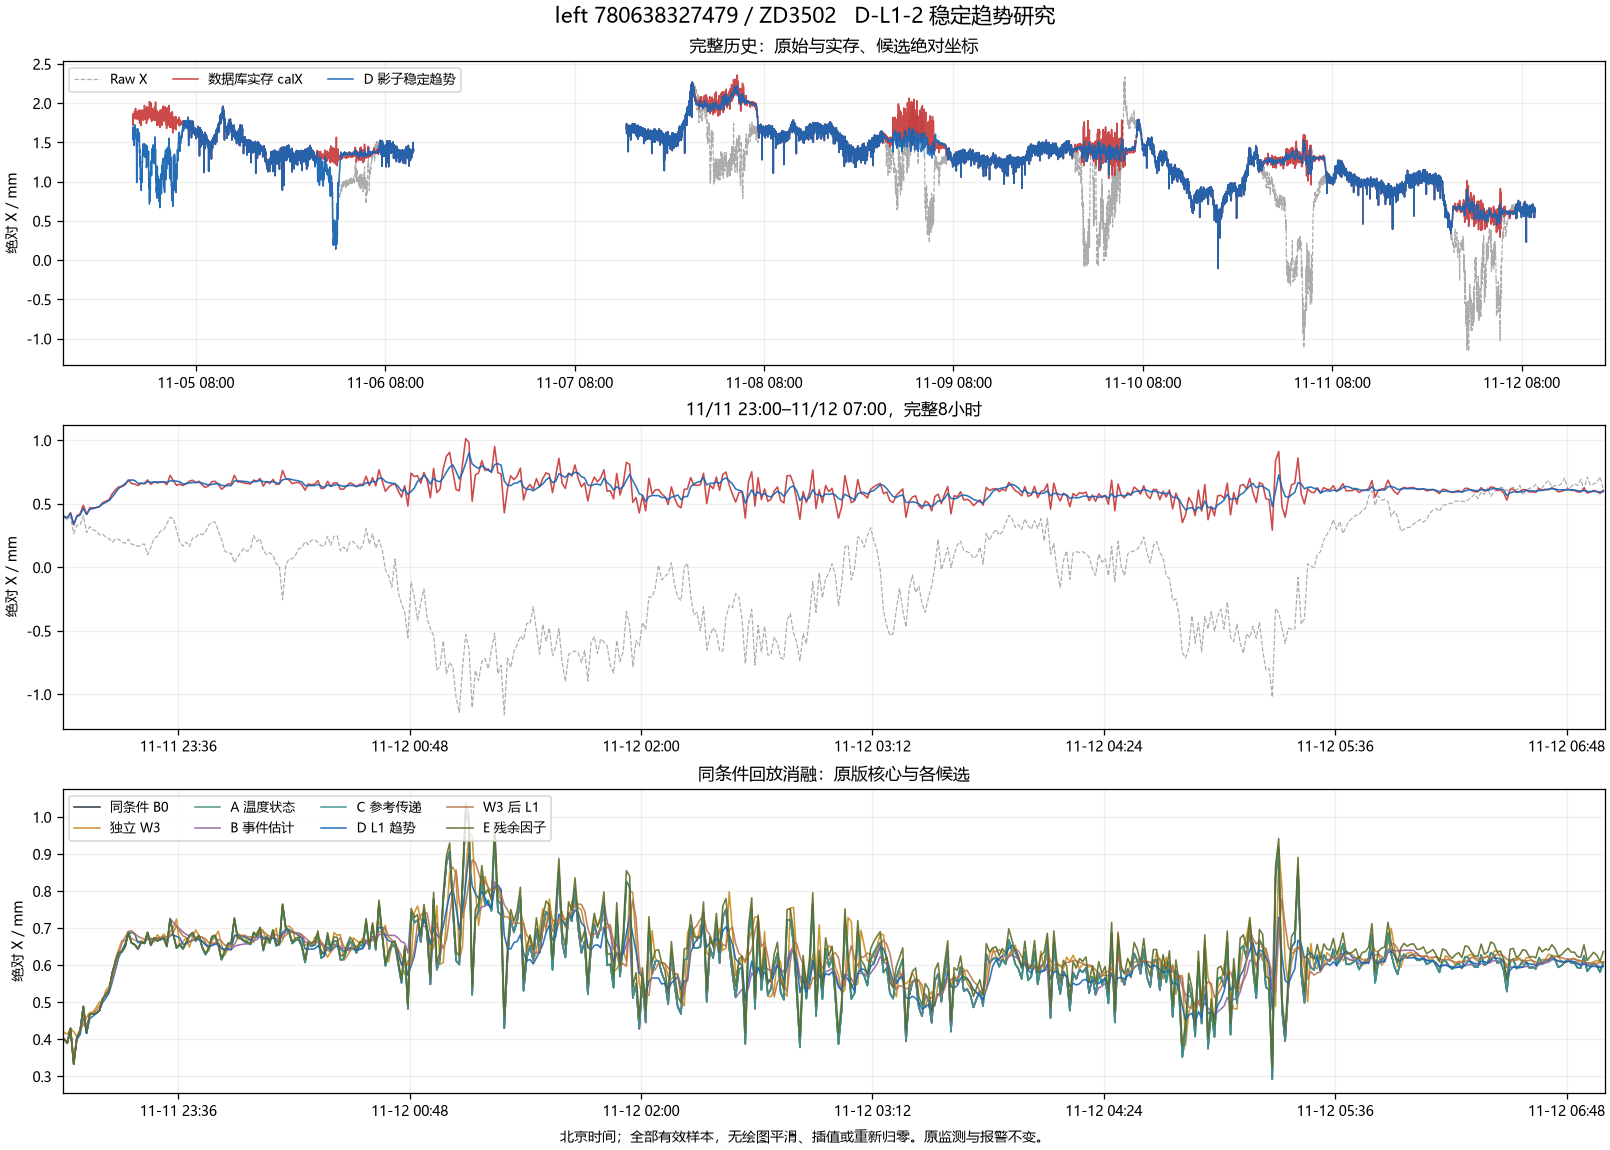 left 780638327479 / ZD3502   D-L1-2 稳定趋势研究
完整历史：原始与实存、候选绝对坐标
Raw X
数据库实存 calX
D 影子稳定趋势
绝对 X / mm
2.5
2.0
1.5
1.0
0.5
0.0
-0.5
-1.0
11-05 08:00
11-06 08:00
11-07 08:00
11-08 08:00
11-09 08:00
11-10 08:00
11-11 08:00
11-12 08:00
11/11 23:00–11/12 07:00，完整8小时
绝对 X / mm
1.0
0.5
0.0
-0.5
-1.0
11-11 23:36
11-12 00:48
11-12 02:00
11-12 03:12
11-12 04:24
11-12 05:36
11-12 06:48
同条件回放消融：原版核心与各候选
同条件 B0
A 温度状态
C 参考传递
W3 后 L1
独立 W3
B 事件估计
D L1 趋势
E 残余因子
绝对 X / mm
1.0
0.9
0.8
0.7
0.6
0.5
0.4
0.3
11-11 23:36
11-12 00:48
11-12 02:00
11-12 03:12
11-12 04:24
11-12 05:36
11-12 06:48
北京时间；全部有效样本，无绘图平滑、插值或重新归零。原监测与报警不变。